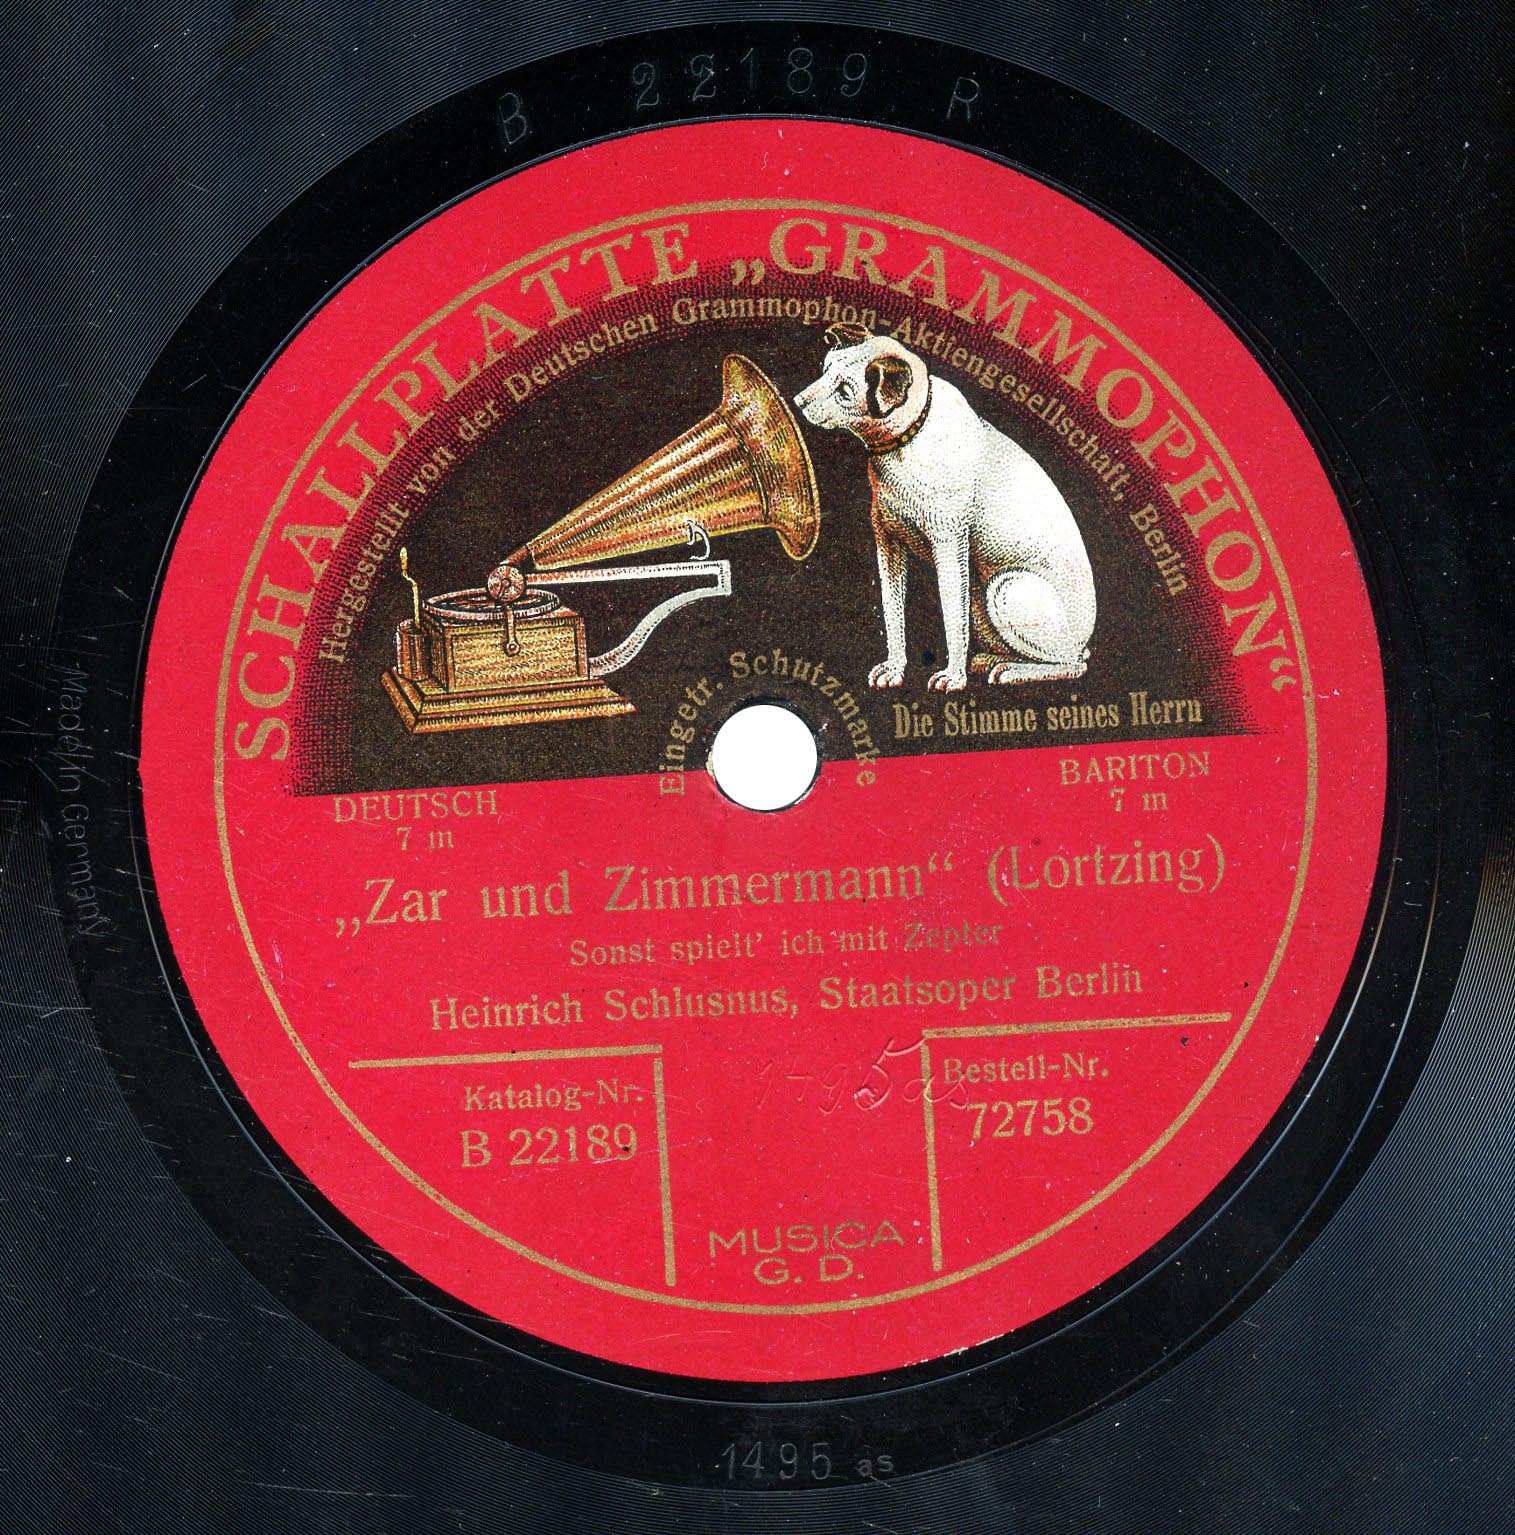 B 22189 R
SCHALLPLATTE „GRAMMOPHON“
Hergestellt von der Deutschen Grammophon-Aktiengesellschaft, Berlin
Eingetr. Schutzmarke
Die Stimme seines Herrn
DEUTSCH
7 m
BARITON
7 m
„Zar und Zimmermann“ (Lortzing)
Sonst spielt' ich mit Zepter
Heinrich Schlusnus, Staatsoper Berlin
Katalog-Nr.
B 22189
1495 as
Bestell-Nr.
72758
MUSICA
G. D.
Made in Germany
1495 as